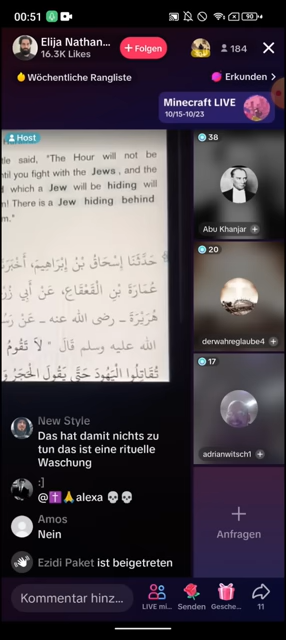 00:51
90
Elija Nathan...
16.3K Likes
+ Folgen
184
Wöchentliche Rangliste
Erkunden >
Minecraft LIVE
10/15-10/23
Host
tle said, "The Hour will not be
ntil you fight with the Jews, and the
d which a Jew will be hiding will
m! There is a Jew hiding behind
m."
حَدَّثَنَا إِسْحَاقُ بْنُ إِبْرَاهِيمَ، أَخْبَرَنَا
عُمَارَةَ بْنِ الْقَعْقَاعِ، عَنْ أَبِي زُرْ
هُرَيْرَةَ ـ رضى الله عنه ـ عَنْ رَسُ
الله عليه وسلم قَالَ " لاَ تَقُومُ
تُقَاتِلُوا الْيَهُودَ حَتَّى يَقُولَ الْحَجَرُ وَ
38
Abu Khanjar
20
derwahreglaube4
17
adrianwitsch1
New Style
Das hat damit nichts zu
tun das ist eine rituelle
Waschung
:]
@✝️🙏alexa 💀💀
Amos
Nein
Ezidi Paket ist beigetreten
Anfragen
Kommentar hinz...
LIVE mi...
Senden
Gesche...
11